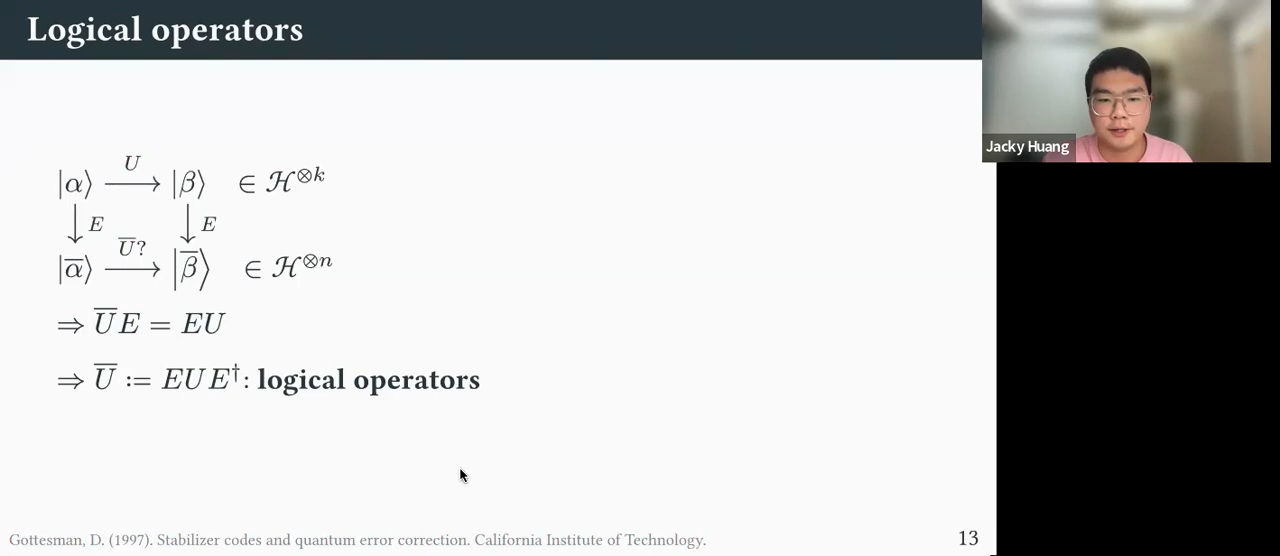 Logical operators
Jacky Huang
U
|α⟩ ⟶ |β⟩ ∈ ℋ^{⊗k}
↓E ↓E
U̅?
|α̅⟩ ⟶ |β̅⟩ ∈ ℋ^{⊗n}
⇒ U̅E = EU
⇒ U̅ := EUE†: logical operators
Gottesman, D. (1997). Stabilizer codes and quantum error correction. California Institute of Technology.
13